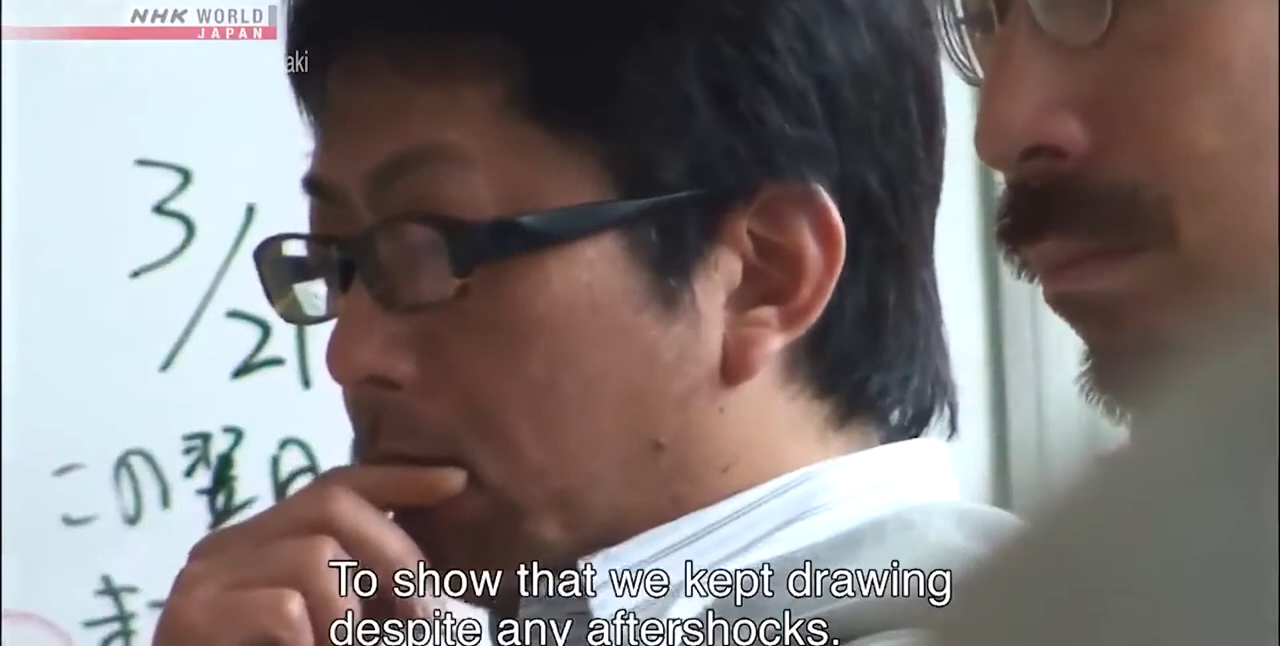 NHK WORLD
JAPAN
aki
3/21
この翌日
To show that we kept drawing
despite any aftershocks.